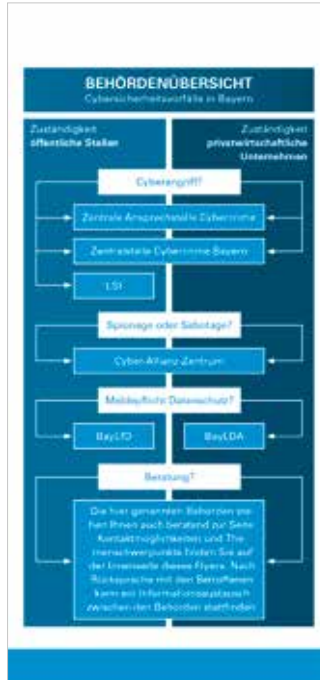 BEHÖRDENÜBERSICHT
Cybersicherheitsvorfälle in Bayern
Zuständigkeit
öffentliche Stellen
Zuständigkeit
privatwirtschaftliche
Unternehmen
Cyberangriff?
Zentrale Ansprechstelle Cybercrime
Zentralstelle Cybercrime Bayern
LSI
Spionage oder Sabotage?
Cyber-Allianz-Zentrum
Meldepflicht Datenschutz?
BayLfD
BayLDA
Beratung?
Die hier genannten Behörden ste-
hen Ihnen auch beratend zur Seite
Kontaktmöglichkeiten und The
menschwerpunkte finden Sie auf
der Innenseite dieses Flyers. Nach
Rücksprache mit den Betroffenen
kann ein Informationsaustausch
zwischen den Behörden stattfinden